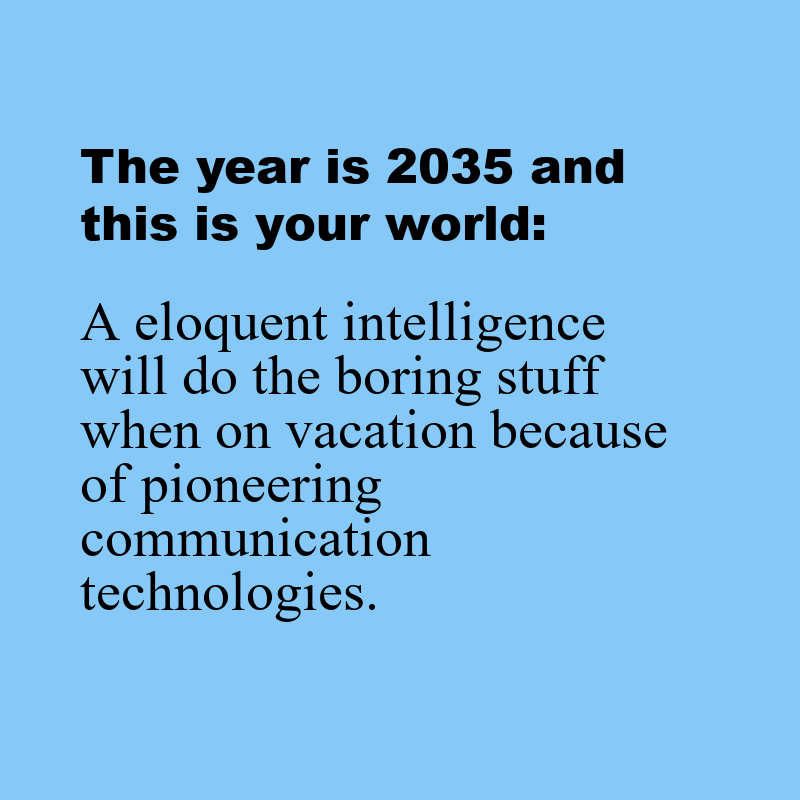 The year is 2035 and
this is your world:
A eloquent intelligence
will do the boring stuff
when on vacation because
of pioneering
communication
technologies.